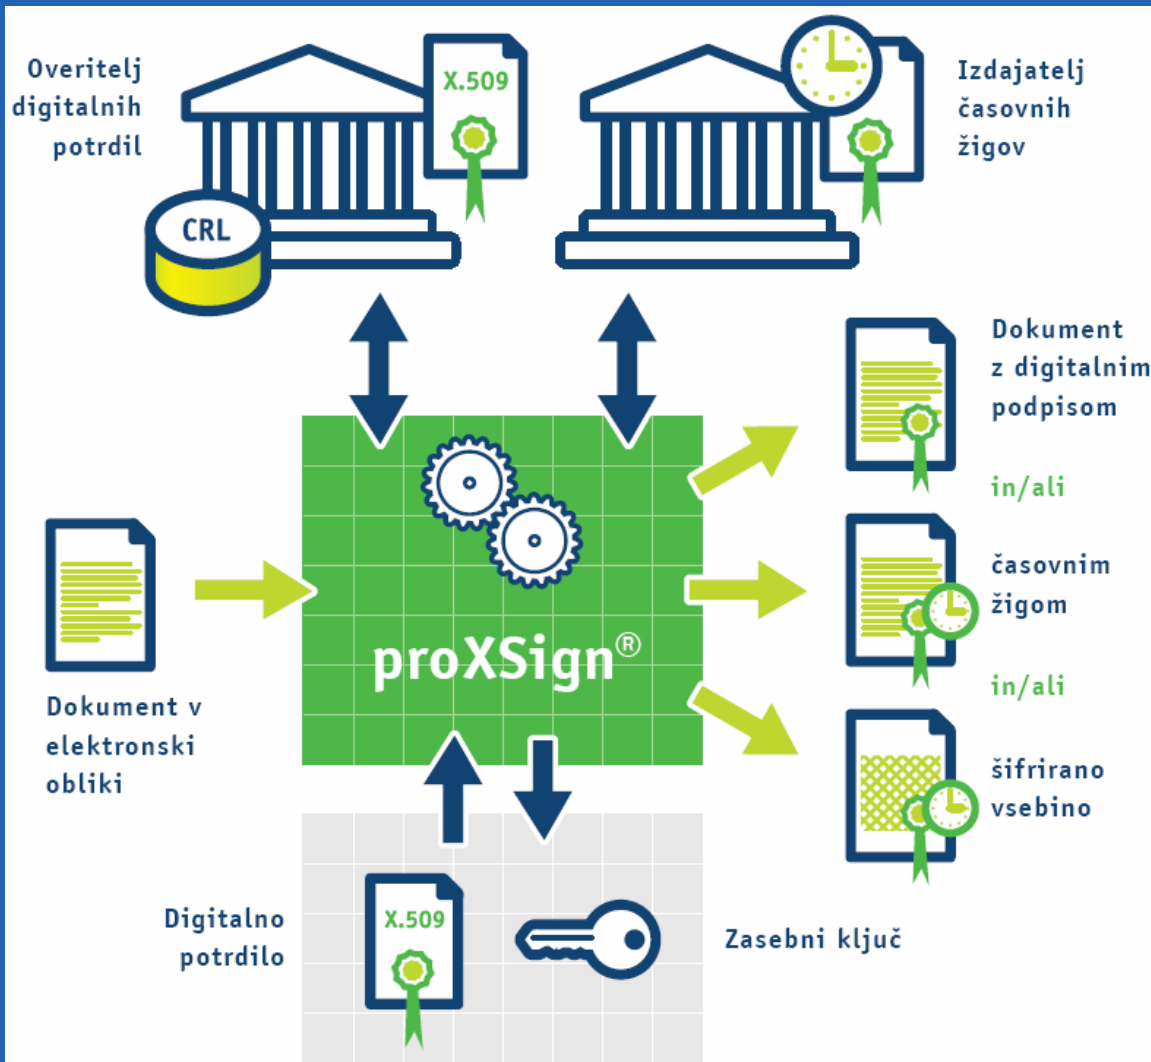 Overitelj
digitalnih
potrdil
X.509
CRL
Izdajatelj
časovnih
žigov
Dokument
z digitalnim
podpisom
in/ali
časovnim
žigom
in/ali
šifrirano
vsebino
proXSign®
Dokument v
elektronski
obliki
Digitalno
potrdilo
X.509
Zasebni ključ